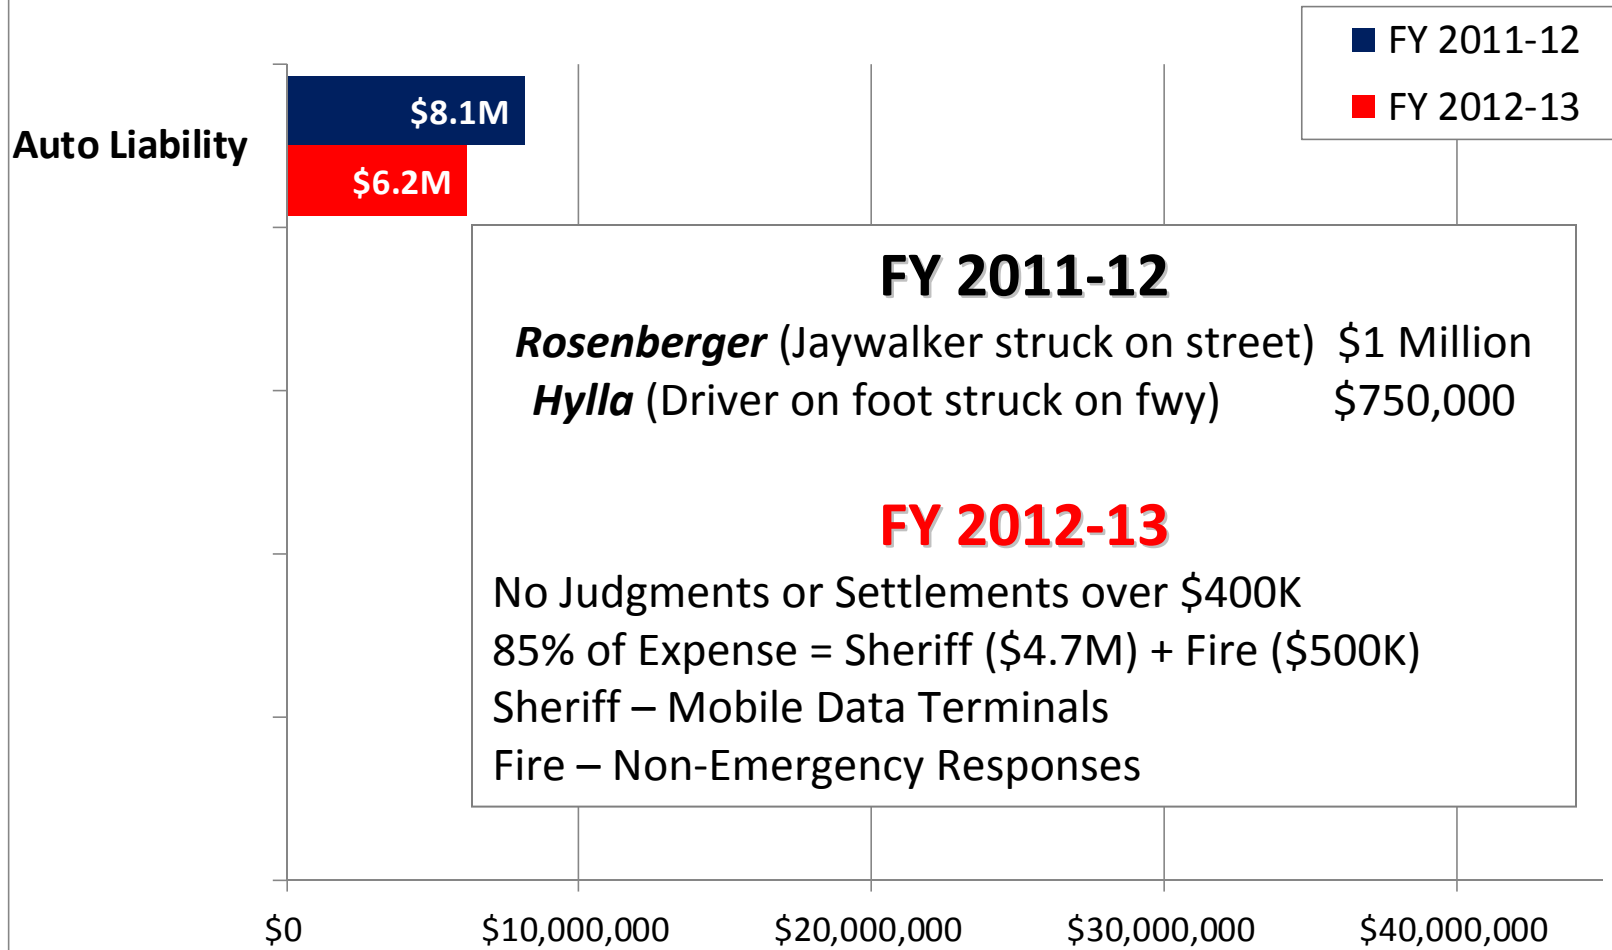 FY 2011-12
FY 2012-13
Auto Liability
$8.1M
$6.2M
FY 2011-12
Rosenberger (Jaywalker struck on street) $1 Million
Hylla (Driver on foot struck on fwy) $750,000
FY 2012-13
No Judgments or Settlements over $400K
85% of Expense = Sheriff ($4.7M) + Fire ($500K)
Sheriff – Mobile Data Terminals
Fire – Non-Emergency Responses
$0 $10,000,000 $20,000,000 $30,000,000 $40,000,000